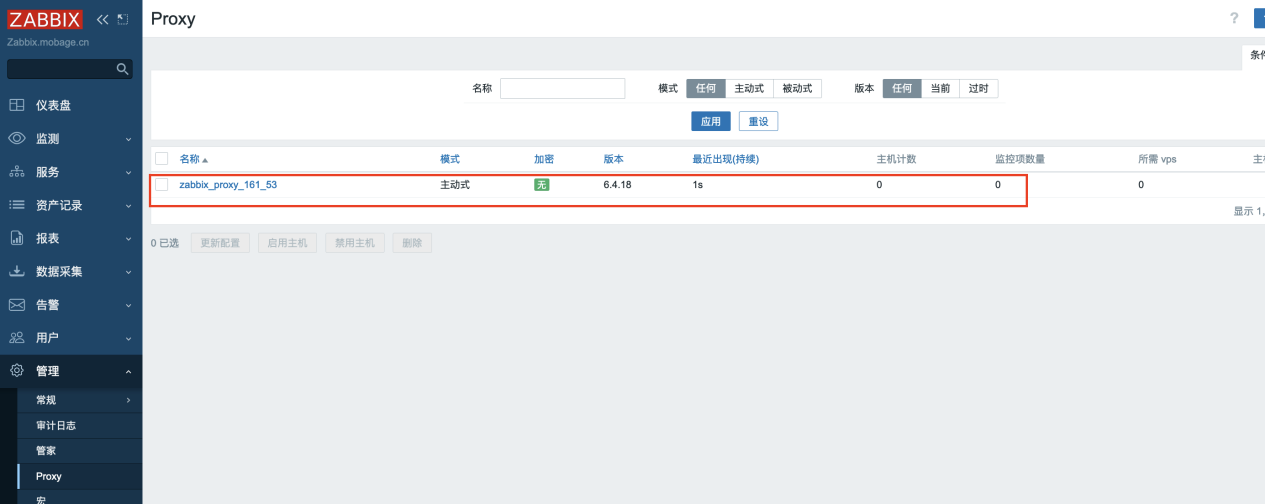 ZABBIX
Zabbix.mobage.cn
仪表盘
监测
服务
资产记录
报表
数据采集
告警
用户
管理
常规
审计日志
管家
Proxy
宏
Proxy
?
名称
模式 任何 主动式 被动式
版本 任何 当前 过时
应用 重设
名称 模式 加密 版本 最近出现(持续) 主机计数 监控项数量 所需 vps
zabbix_proxy_161_53 主动式 无 6.4.18 1s 0 0 0
显示 1,
0 已选 更新配置 启用主机 禁用主机 删除